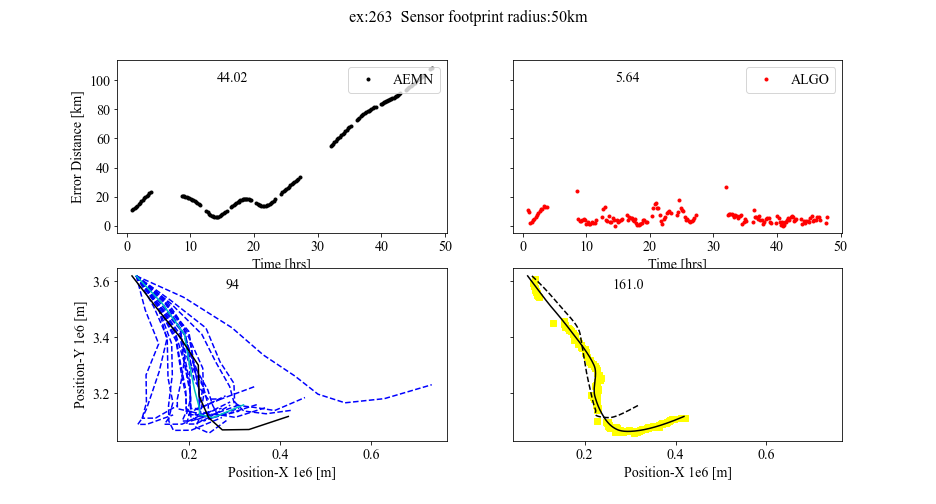 ex:263 Sensor footprint radius:50km
44.02
AEMN
Error Distance [km]
100
80
60
40
20
0
0 10 20 30 40 50
Time [hrs]
5.64
ALGO
0 10 20 30 40 50
Time [hrs]
94
Position-Y 1e6 [m]
3.6
3.4
3.2
0.2 0.4 0.6
Position-X 1e6 [m]
161.0
0.2 0.4 0.6
Position-X 1e6 [m]